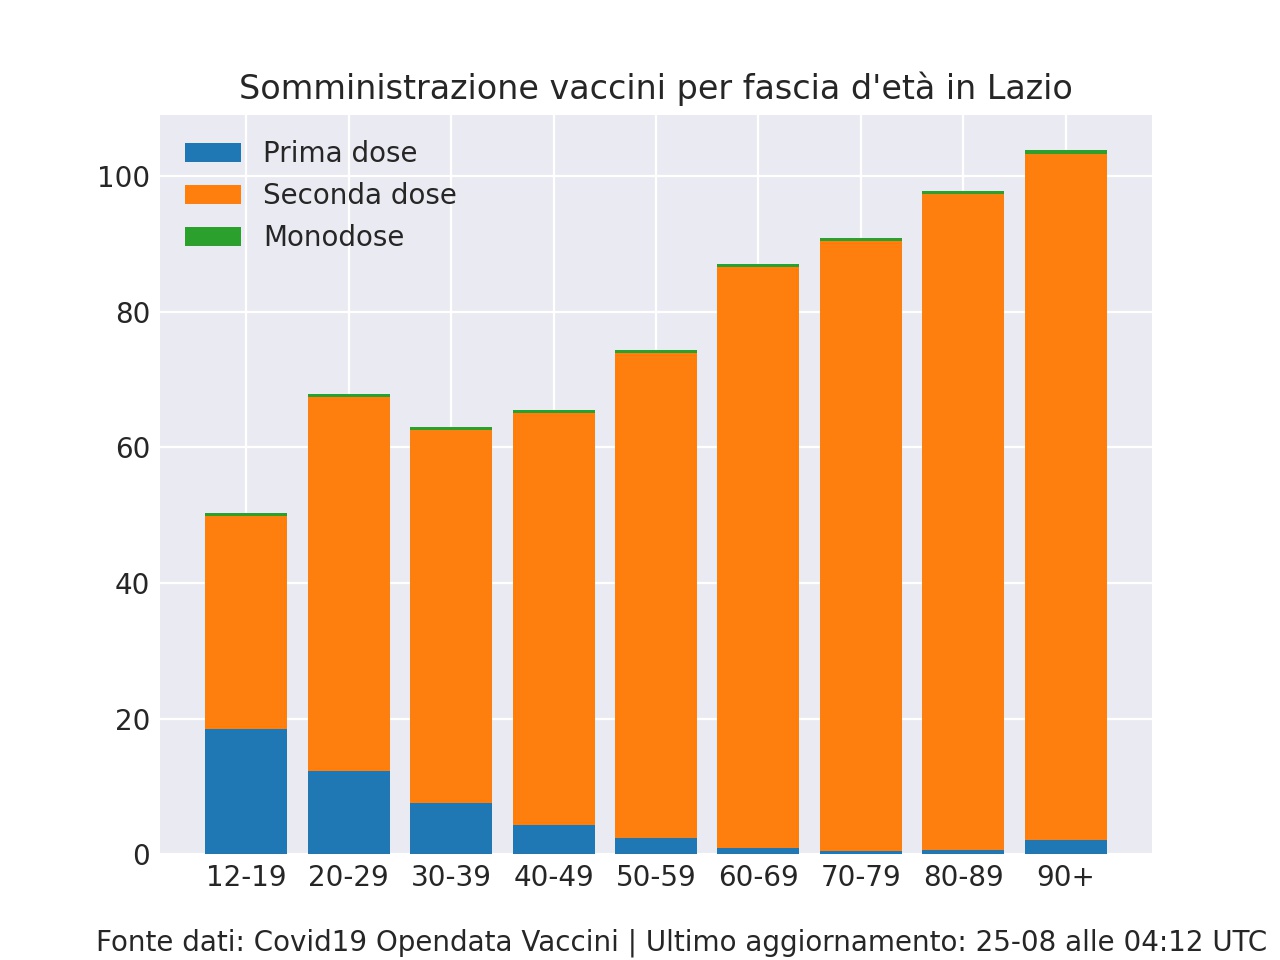 Somministrazione vaccini per fascia d'età in Lazio
Prima dose
Seconda dose
Monodose
100
80
60
40
20
0
12-19 20-29 30-39 40-49 50-59 60-69 70-79 80-89 90+
Fonte dati: Covid19 Opendata Vaccini | Ultimo aggiornamento: 25-08 alle 04:12 UTC